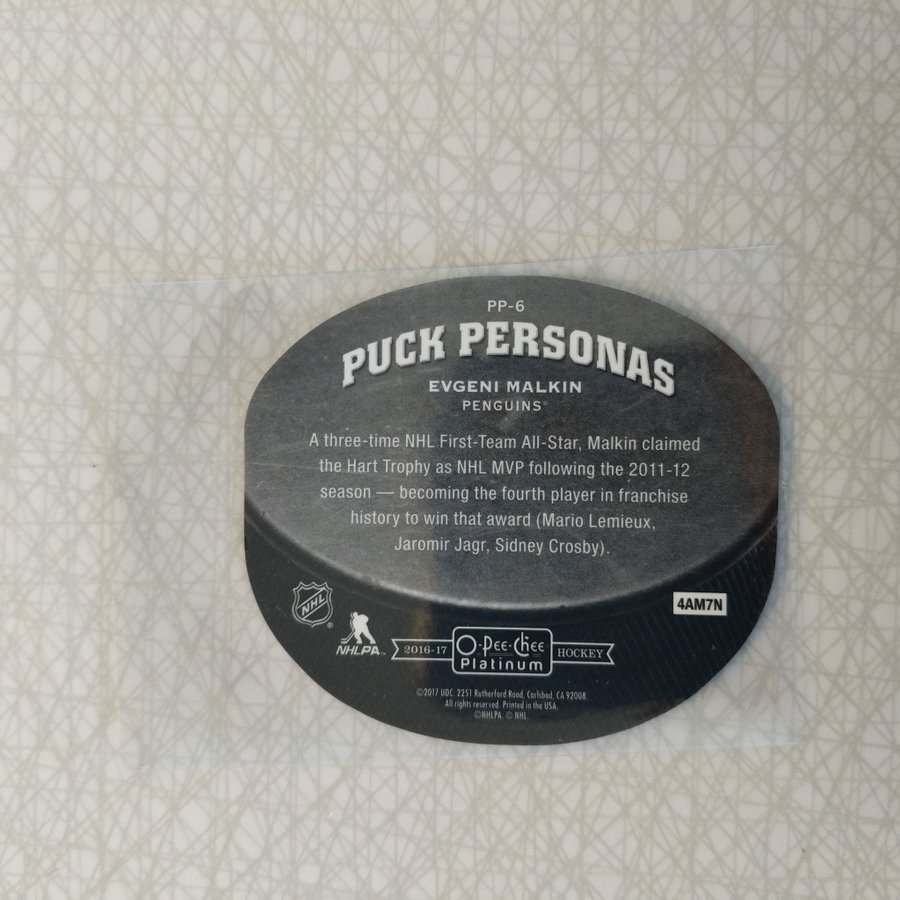 PP-6
PUCK PERSONAS
EVGENI MALKIN
PENGUINS®
A three-time NHL First-Team All-Star, Malkin claimed
the Hart Trophy as NHL MVP following the 2011-12
season — becoming the fourth player in franchise
history to win that award (Mario Lemieux,
Jaromir Jagr, Sidney Crosby).
4AM7N
NHL ®
NHLPA™
2016-17 O-Pee-Chee HOCKEY
Platinum
©2017 UDC. 2251 Rutherford Road, Carlsbad, CA 92008.
All rights reserved. Printed in the USA.
©NHLPA. © NHL.